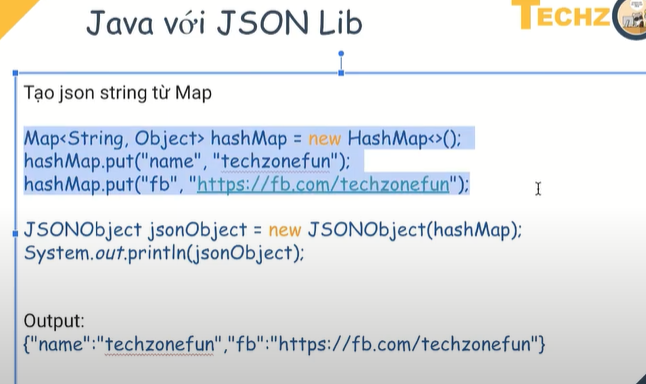 Java với JSON Lib
TECHZ
Tạo json string từ Map
Map<String, Object> hashMap = new HashMap<>();
hashMap.put("name", "techzonefun");
hashMap.put("fb", "https://fb.com/techzonefun");
JSONObject jsonObject = new JSONObject(hashMap);
System.out.println(jsonObject);
Output:
{"name":"techzonefun","fb":"https://fb.com/techzonefun"}